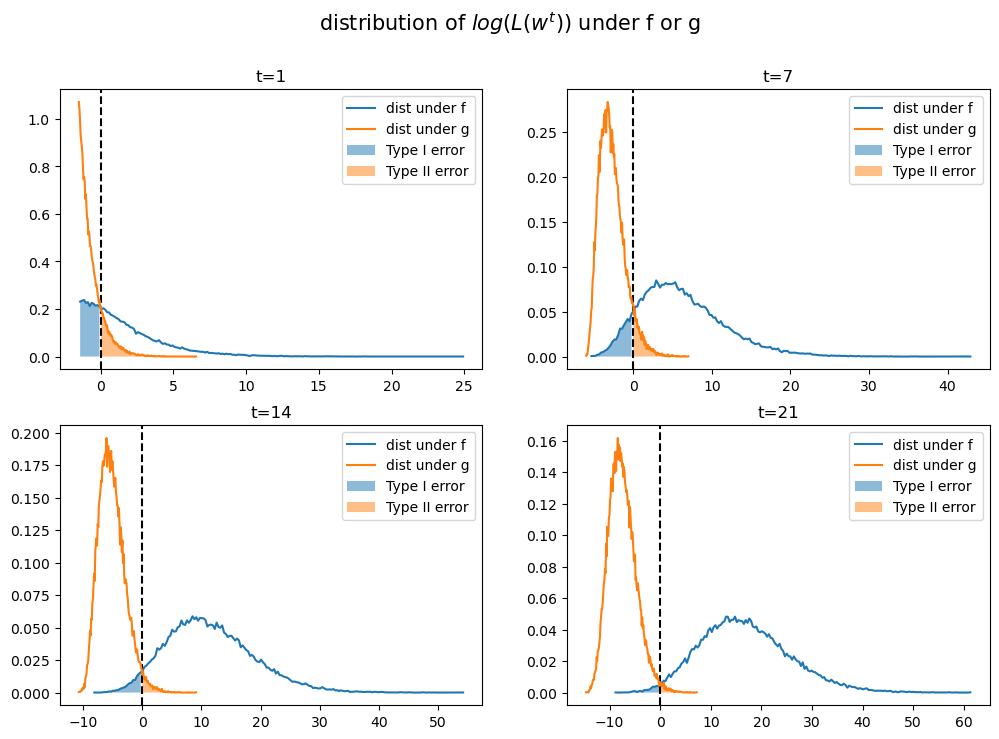 distribution of log(L(w^t)) under f or g
t=1
dist under f
dist under g
Type I error
Type II error
1.0
0.8
0.6
0.4
0.2
0.0
0 5 10 15 20 25
t=7
dist under f
dist under g
Type I error
Type II error
0.25
0.20
0.15
0.10
0.05
0.00
0 10 20 30 40
t=14
dist under f
dist under g
Type I error
Type II error
0.200
0.175
0.150
0.125
0.100
0.075
0.050
0.025
0.000
−10 0 10 20 30 40 50
t=21
dist under f
dist under g
Type I error
Type II error
0.16
0.14
0.12
0.10
0.08
0.06
0.04
0.02
0.00
−10 0 10 20 30 40 50 60